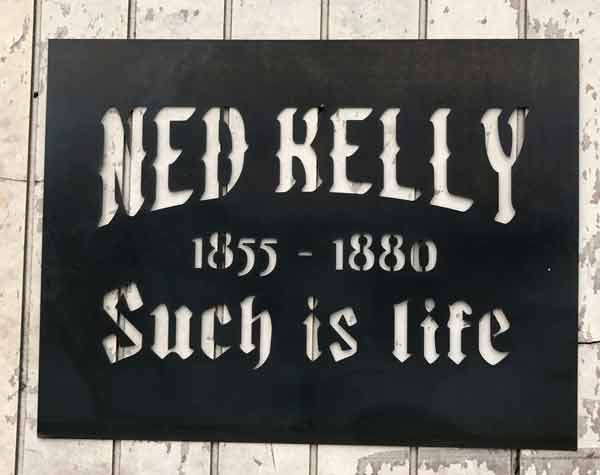 NED KELLY
1855 - 1880
Such is life